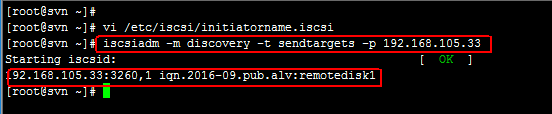 [root@svn ~]#
[root@svn ~]# vi /etc/iscsi/initiatorname.iscsi
[root@svn ~]# iscsiadm -m discovery -t sendtargets -p 192.168.105.33
Starting iscsid: [ OK ]
192.168.105.33:3260,1 iqn.2016-09.pub.alv:remotedisk1
[root@svn ~]#